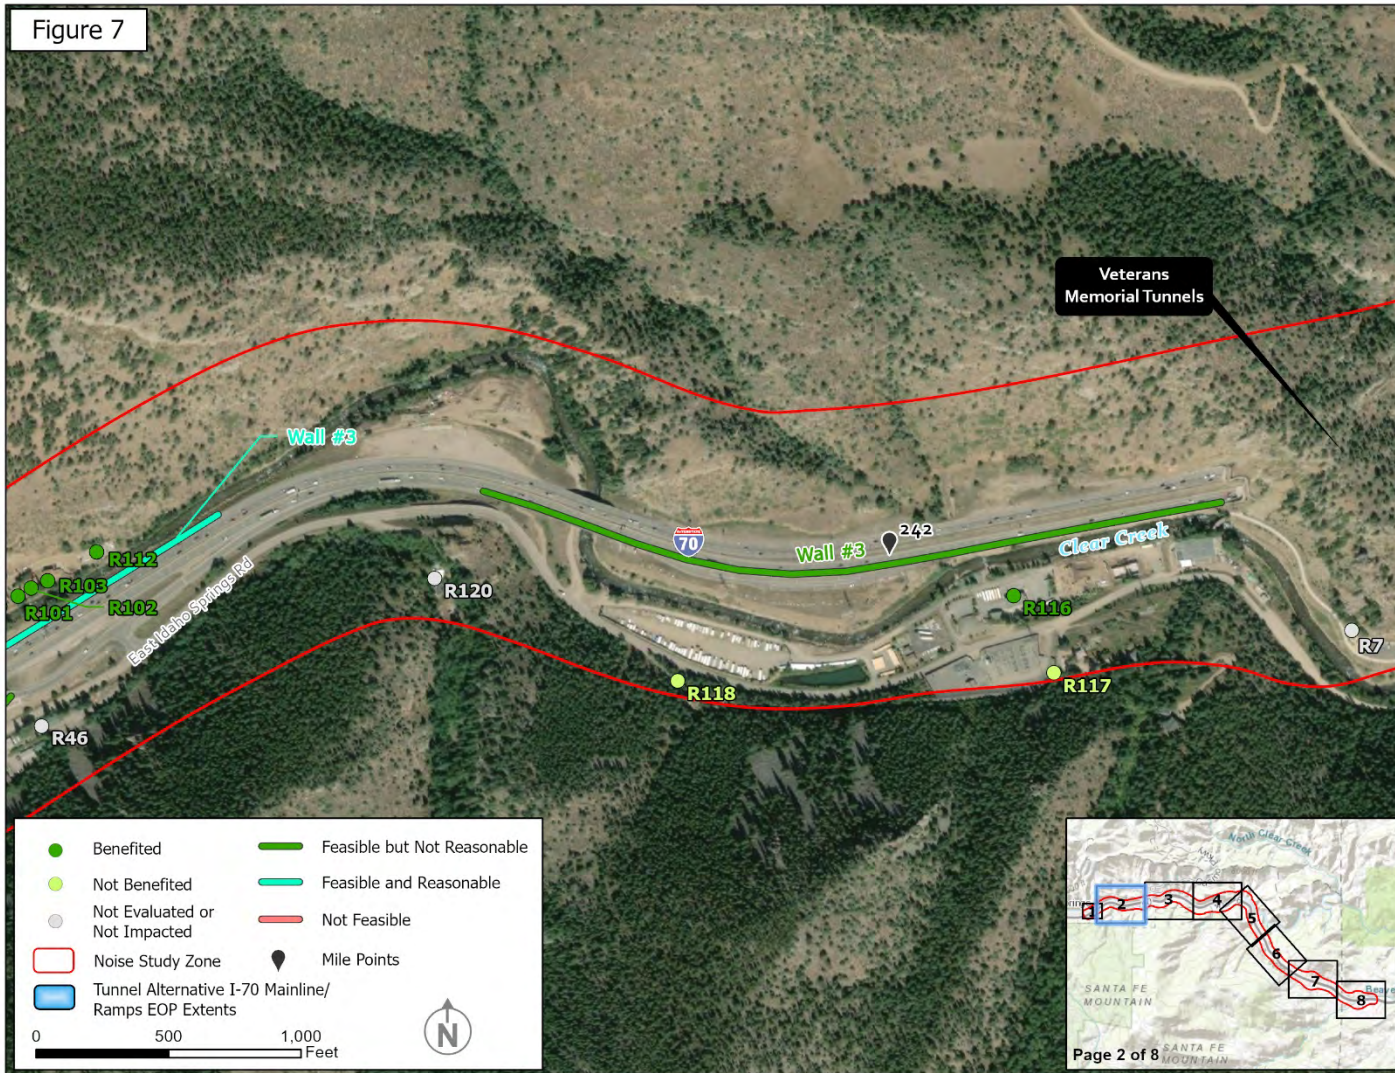 Figure 7
Veterans
Memorial Tunnels
Wall #3
242
70
Wall #3
Clear Creek
R112
R103
R101
R102
East Idaho Springs Rd
R120
R116
R7
R118
R117
R46
Benefited
Not Benefited
Not Evaluated or
Not Impacted
Noise Study Zone
Tunnel Alternative I-70 Mainline/
Ramps EOP Extents
Feasible but Not Reasonable
Feasible and Reasonable
Not Feasible
Mile Points
0 500 1,000
Feet
N
North Clear Creek
1
2
3
4
5
6
7
8
SANTA FE
MOUNTAIN
SANTA FE
MOUNTAIN
Page 2 of 8